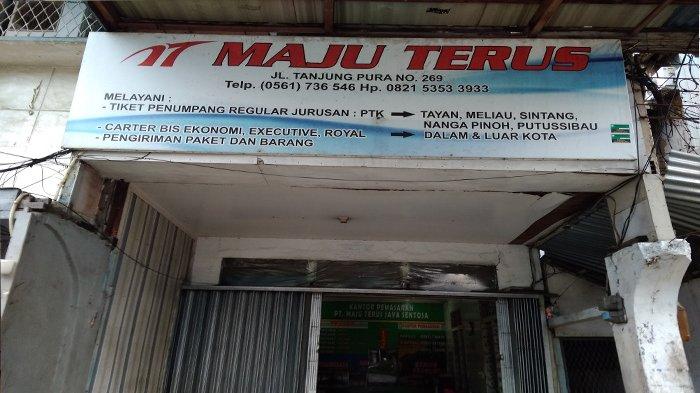 MAJU TERUS
JL. TANJUNG PURA NO. 269
Telp. (0561) 736 546 Hp. 0821 5353 3933
MELAYANI :
- TIKET PENUMPANG REGULAR JURUSAN : PTK → TAYAN, MELIAU, SINTANG,
NANGA PINOH, PUTUSSIBAU
- CARTER BIS EKONOMI, EXECUTIVE, ROYAL → DALAM & LUAR KOTA
- PENGIRIMAN PAKET DAN BARANG
KANTOR PEMASARAN
PT. MAJU TERUS JAYA SENTOSA